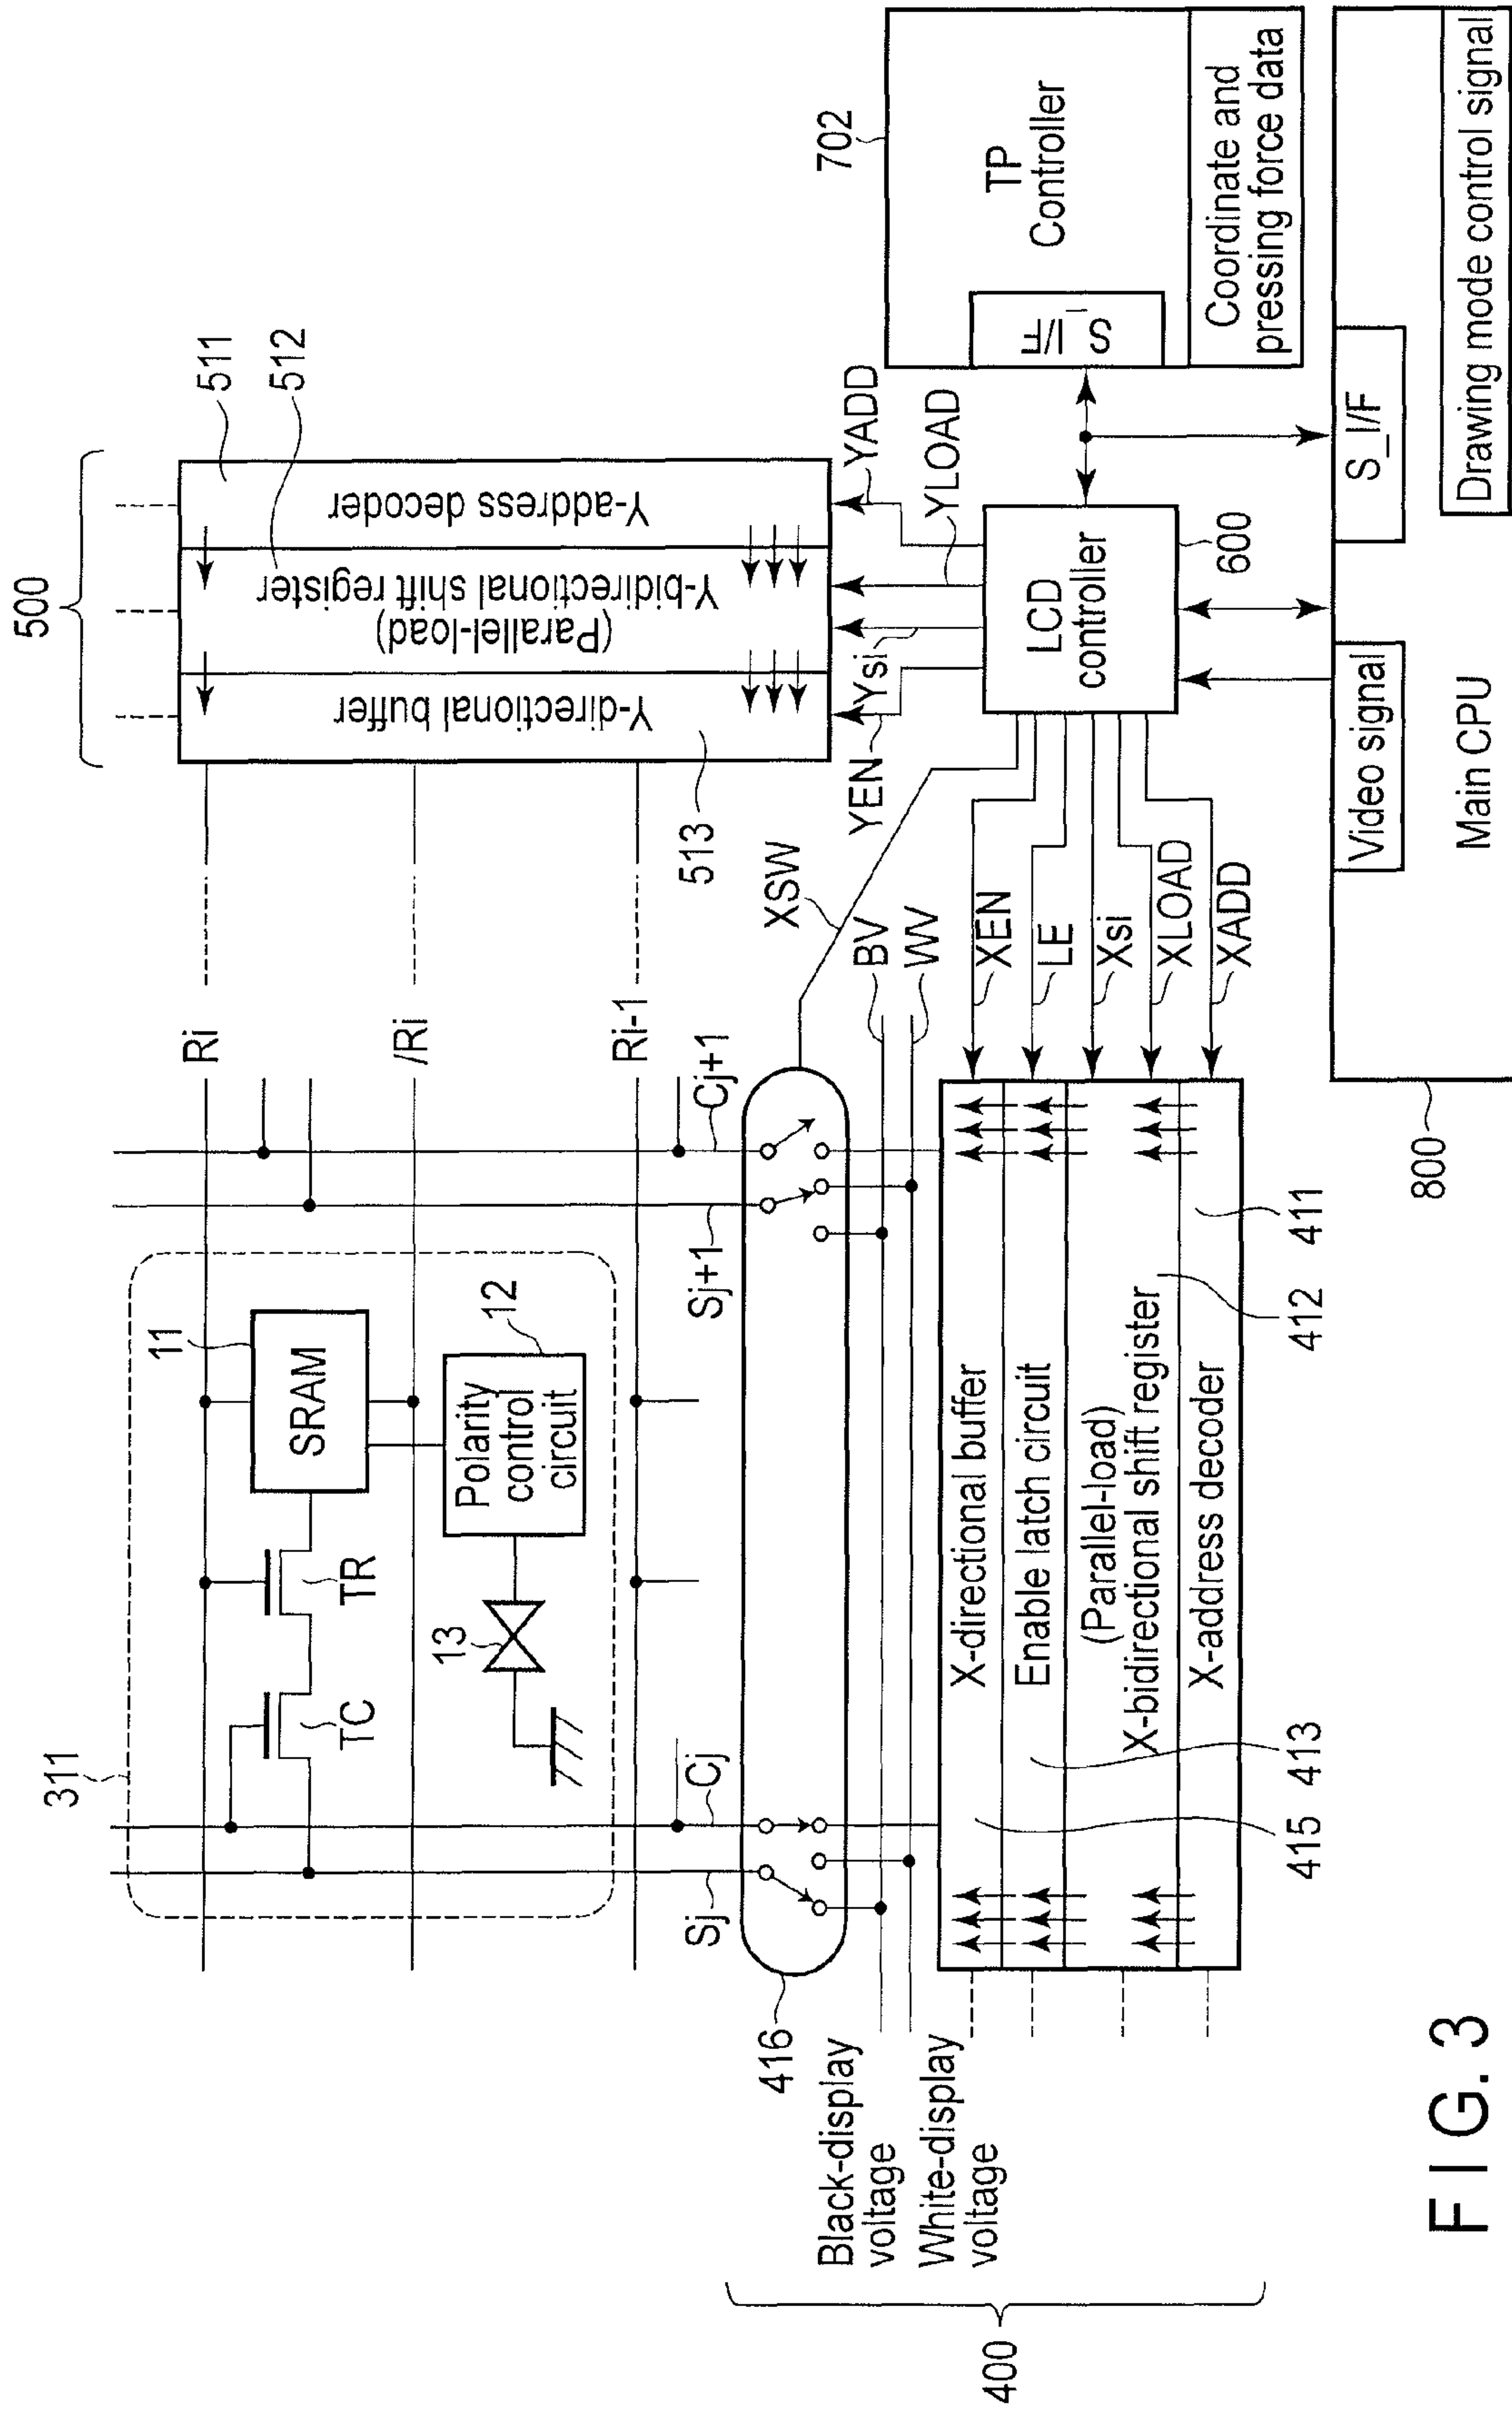 500
511
512
Y-address decoder
Y-bidirectional shift register
(Parallel-load)
Y-directional buffer
513
YADD
YLOAD
Ysi
YEN
702
TP
Controller
S_I/F
Coordinate and
pressing force data
Ri
/Ri
Ri-1
311
11
SRAM
TR
TC
12
Polarity
control
circuit
13
Sj
Cj
Sj+1
Cj+1
XSW
416
BV
WV
Black-display
voltage
White-display
voltage
LCD
controller
600
XEN
LE
Xsi
XLOAD
XADD
X-directional buffer
Enable latch circuit
(Parallel-load)
X-bidirectional shift register
X-address decoder
415
413
412
411
400
800
Video signal
S_I/F
Main CPU
Drawing mode control signal
FIG. 3